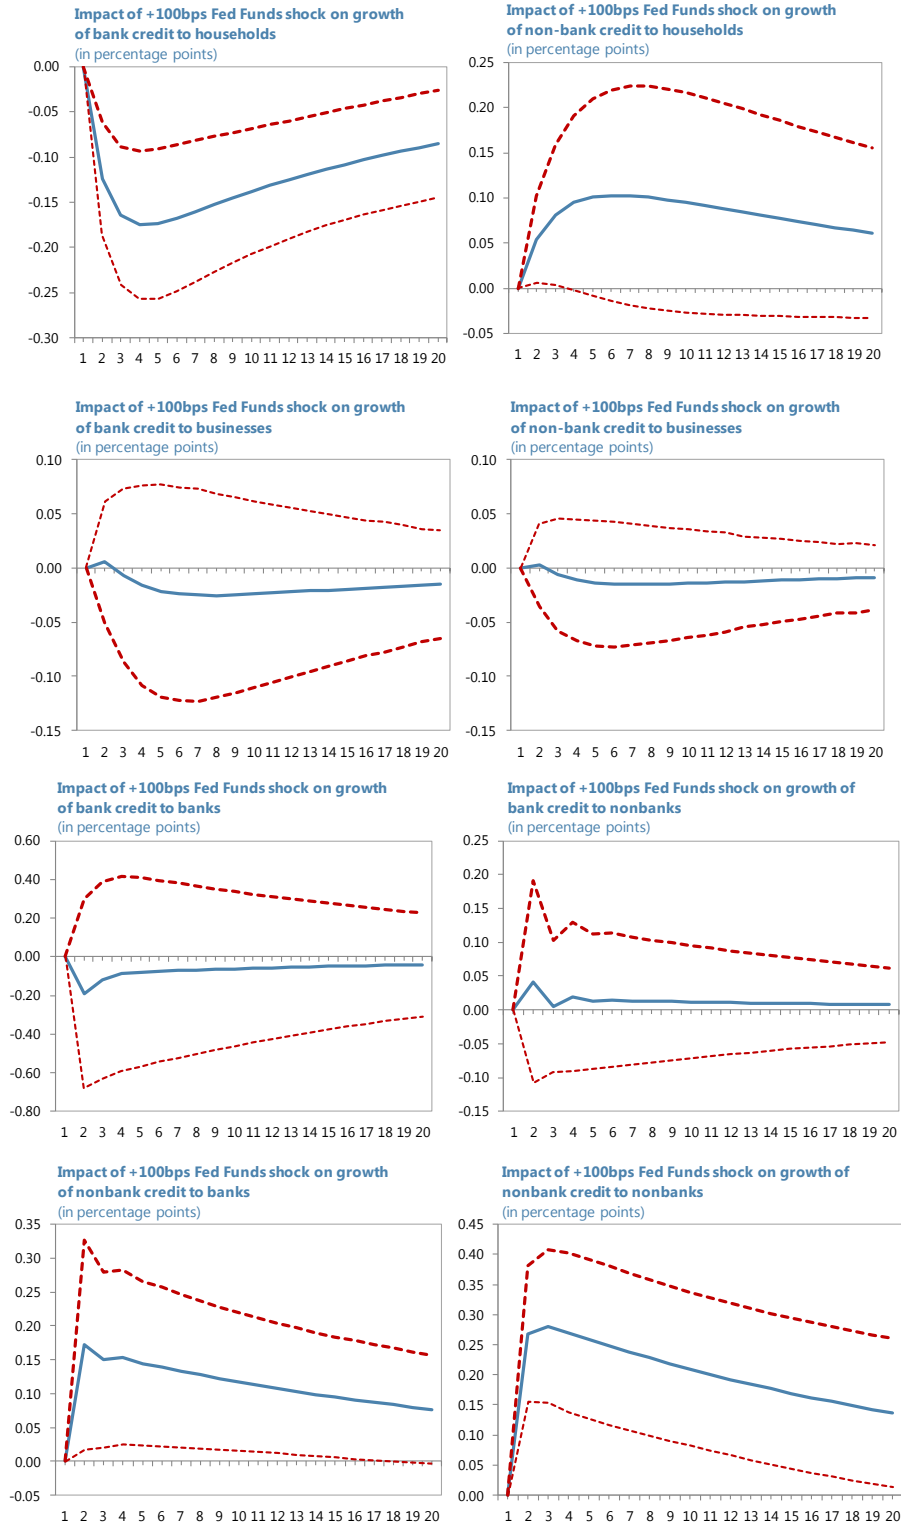 Impact of +100bps Fed Funds shock on growth
of bank credit to households
(in percentage points)
0.00
-0.05
-0.10
-0.15
-0.20
-0.25
-0.30
1 2 3 4 5 6 7 8 9 10 11 12 13 14 15 16 17 18 19 20
Impact of +100bps Fed Funds shock on growth
of non-bank credit to households
(in percentage points)
0.25
0.20
0.15
0.10
0.05
0.00
-0.05
1 2 3 4 5 6 7 8 9 10 11 12 13 14 15 16 17 18 19 20
Impact of +100bps Fed Funds shock on growth
of bank credit to businesses
(in percentage points)
0.10
0.05
0.00
-0.05
-0.10
-0.15
1 2 3 4 5 6 7 8 9 10 11 12 13 14 15 16 17 18 19 20
Impact of +100bps Fed Funds shock on growth
of non-bank credit to businesses
(in percentage points)
0.10
0.05
0.00
-0.05
-0.10
-0.15
1 2 3 4 5 6 7 8 9 10 11 12 13 14 15 16 17 18 19 20
Impact of +100bps Fed Funds shock on growth
of bank credit to banks
(in percentage points)
0.60
0.40
0.20
0.00
-0.20
-0.40
-0.60
-0.80
1 2 3 4 5 6 7 8 9 10 11 12 13 14 15 16 17 18 19 20
Impact of +100bps Fed Funds shock on growth of
bank credit to nonbanks
(in percentage points)
0.25
0.20
0.15
0.10
0.05
0.00
-0.05
-0.10
-0.15
1 2 3 4 5 6 7 8 9 10 11 12 13 14 15 16 17 18 19 20
Impact of +100bps Fed Funds shock on growth
of nonbank credit to banks
(in percentage points)
0.35
0.30
0.25
0.20
0.15
0.10
0.05
0.00
-0.05
1 2 3 4 5 6 7 8 9 10 11 12 13 14 15 16 17 18 19 20
Impact of +100bps Fed Funds shock on growth of
nonbank credit to nonbanks
(in percentage points)
0.45
0.40
0.35
0.30
0.25
0.20
0.15
0.10
0.05
0.00
1 2 3 4 5 6 7 8 9 10 11 12 13 14 15 16 17 18 19 20